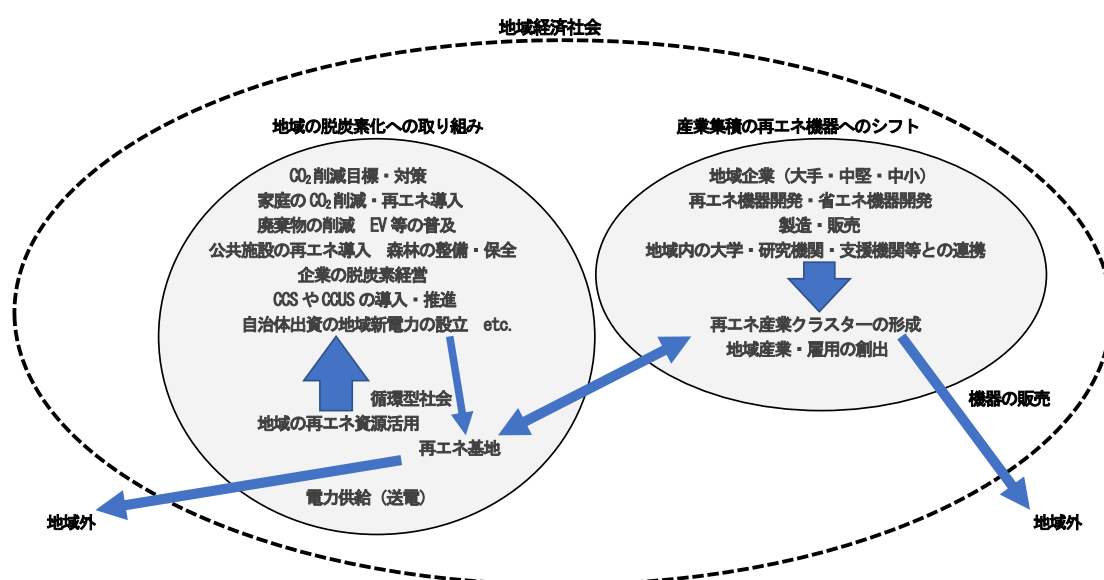 地域経済社会
地域の脱炭素化への取り組み
CO₂削減目標・対策
家庭のCO₂削減・再エネ導入
廃棄物の削減　EV等の普及
公共施設の再エネ導入　森林の整備・保全
企業の脱炭素経営
CCSやCCUSの導入・推進
自治体出資の地域新電力の設立　etc.
循環型社会
地域の再エネ資源活用
再エネ基地
電力供給（送電）
地域外
産業集積の再エネ機器へのシフト
地域企業（大手・中堅・中小）
再エネ機器開発・省エネ機器開発
製造・販売
地域内の大学・研究機関・支援機関等との連携
再エネ産業クラスターの形成
地域産業・雇用の創出
機器の販売
地域外